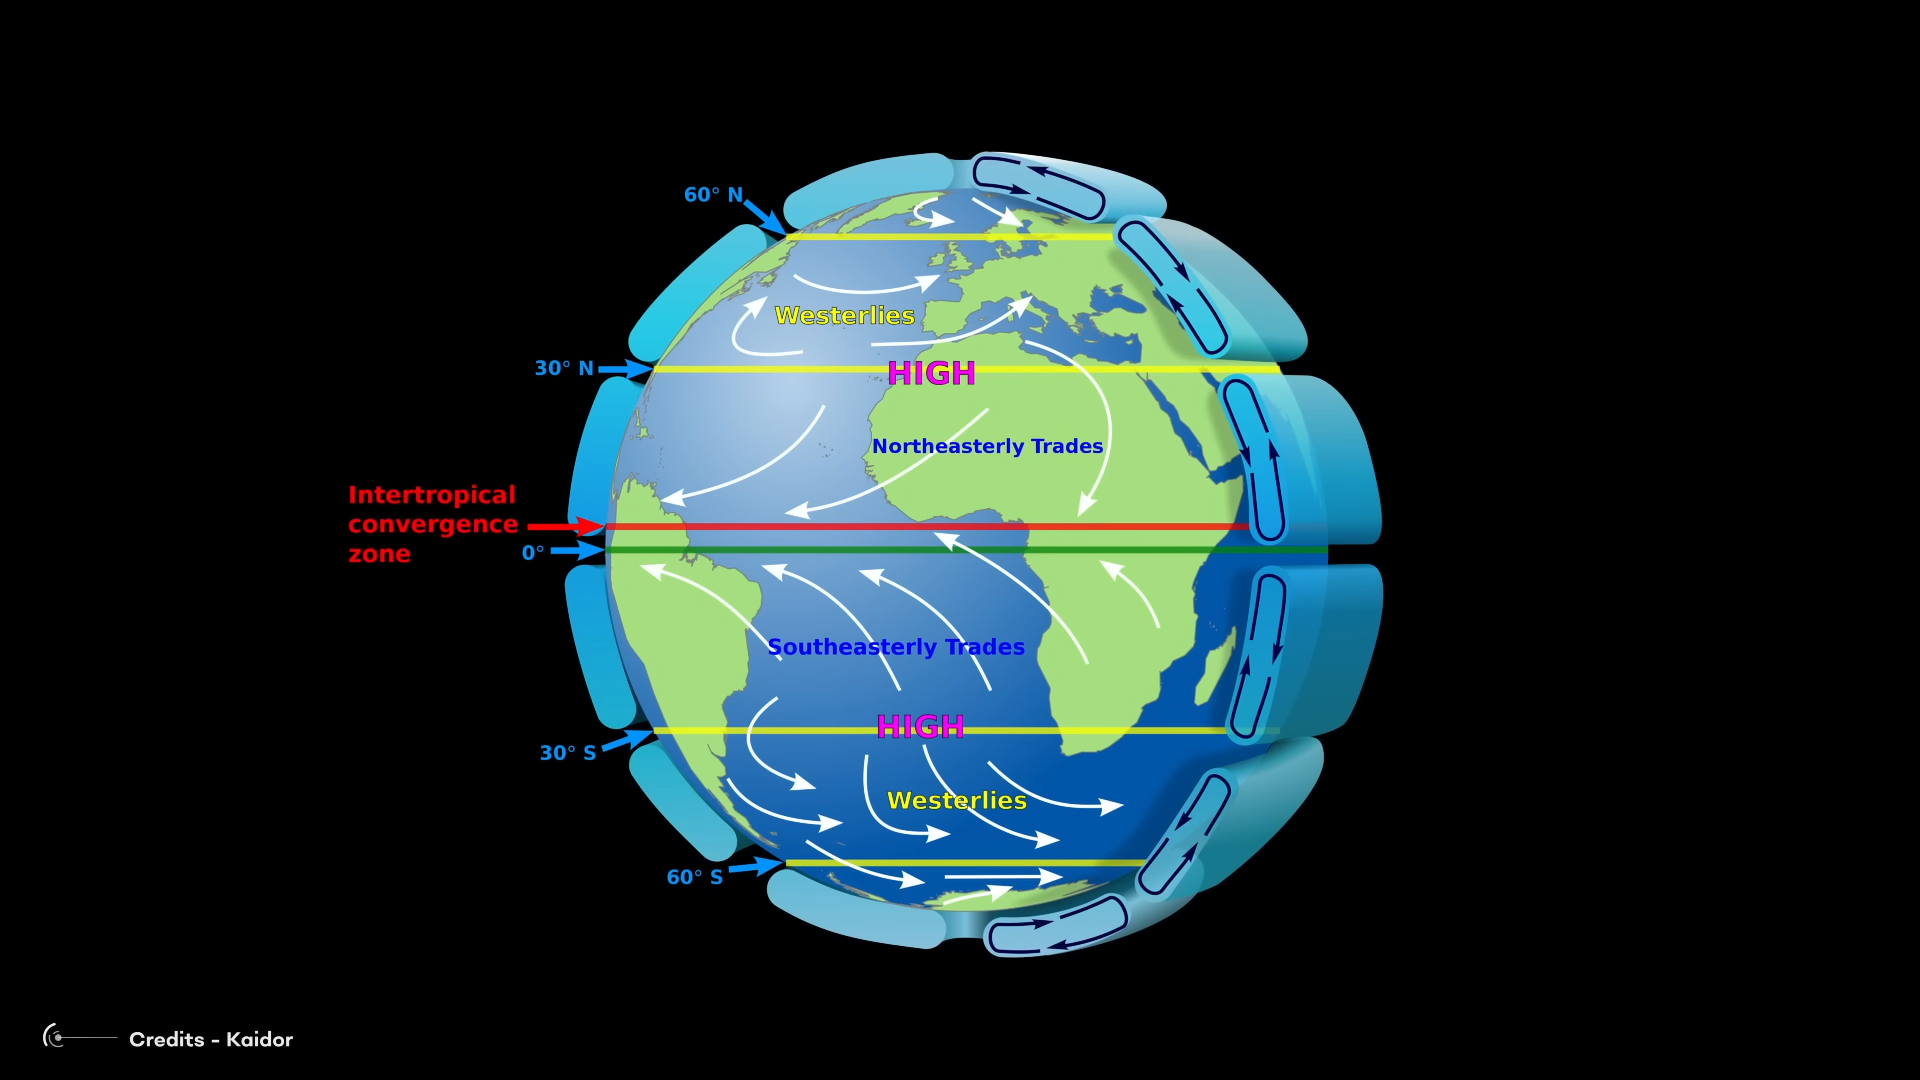 60° N
Westerlies
30° N
HIGH
Northeasterly Trades
Intertropical
convergence
zone
0°
Southeasterly Trades
HIGH
30° S
Westerlies
60° S
Credits - Kaidor